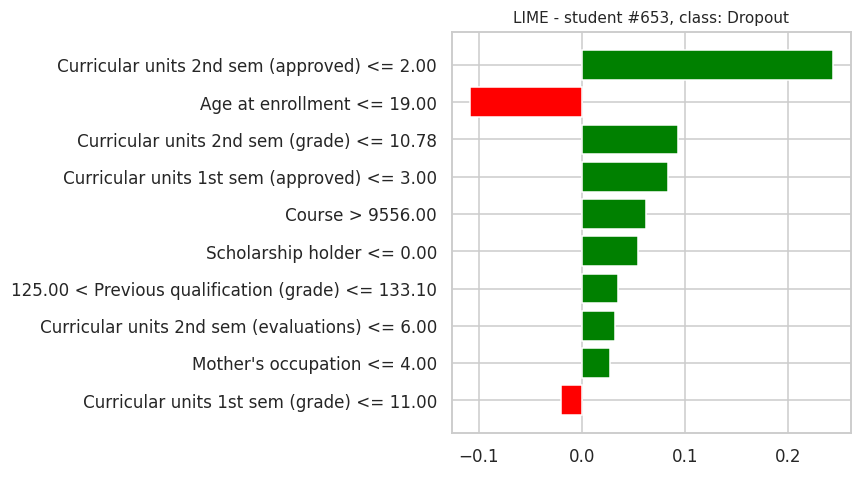 LIME - student #653, class: Dropout
Curricular units 2nd sem (approved) <= 2.00
Age at enrollment <= 19.00
Curricular units 2nd sem (grade) <= 10.78
Curricular units 1st sem (approved) <= 3.00
Course > 9556.00
Scholarship holder <= 0.00
125.00 < Previous qualification (grade) <= 133.10
Curricular units 2nd sem (evaluations) <= 6.00
Mother's occupation <= 4.00
Curricular units 1st sem (grade) <= 11.00
−0.1 0.0 0.1 0.2